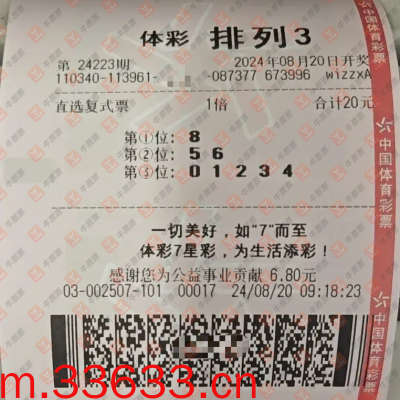 体彩 排列3
第 24223期 2024年08月20日开奖
110340-113961- -087377 673996 wizzxA
直选复式票 1倍 合计20元
第①位: 8
第②位: 5 6
第③位: 0 1 2 3 4
一切美好,如“7”而至
体彩7星彩,为生活添彩!
感谢您为公益事业贡献 6.80元
03-002507-101 00017 24/08/20 09:18:23
中国体育彩票
中国体育彩票
中国体育彩票
m.33633.cn